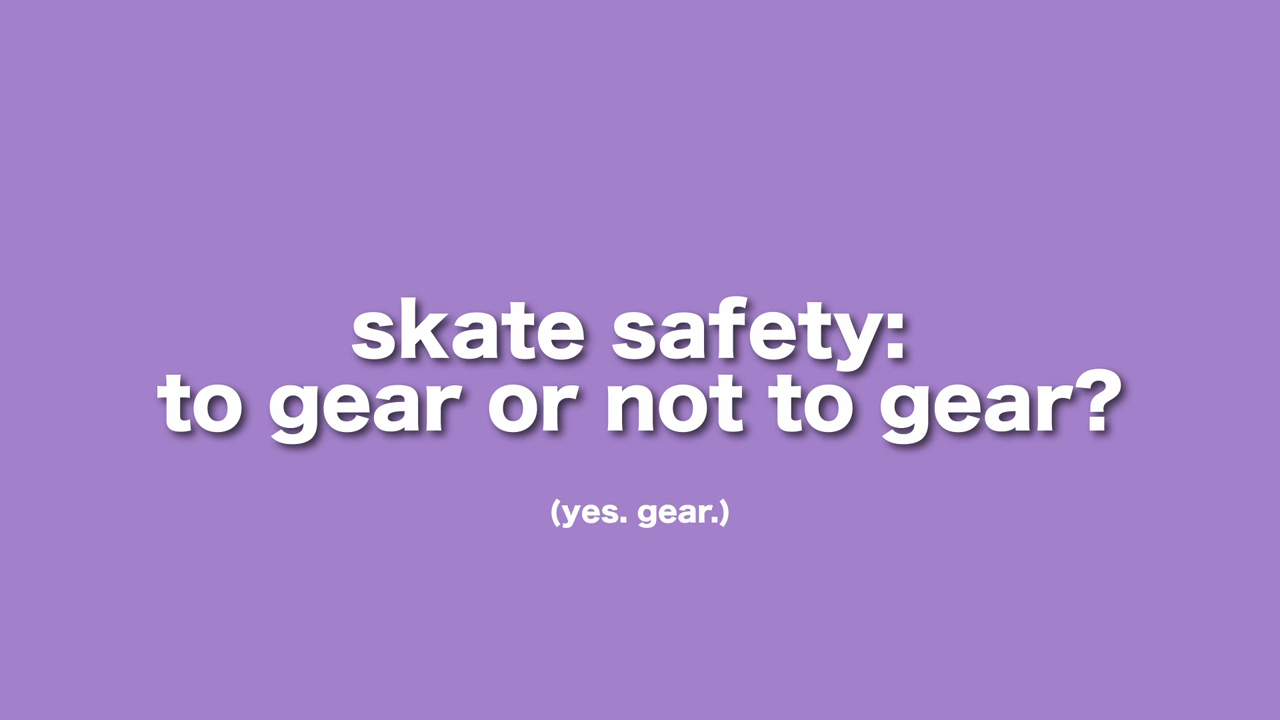 skate safety:
to gear or not to gear?
(yes. gear.)